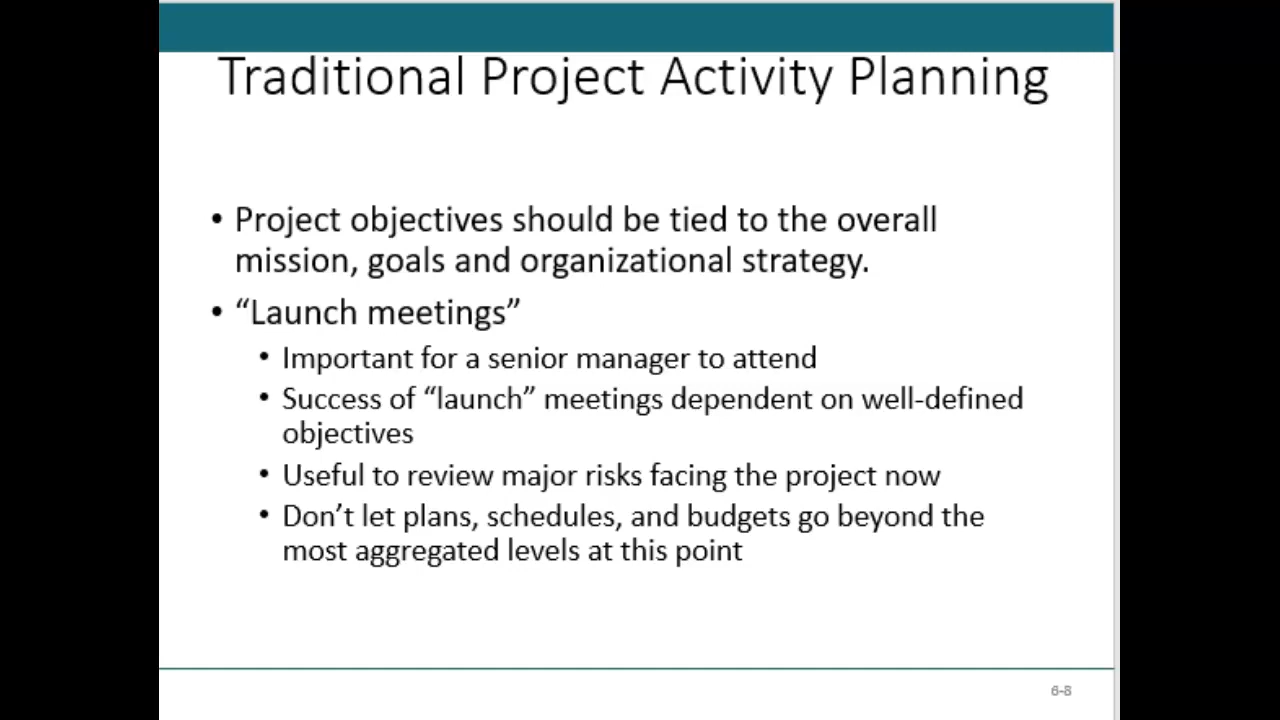 Traditional Project Activity Planning
• Project objectives should be tied to the overall
mission, goals and organizational strategy.
• “Launch meetings”
• Important for a senior manager to attend
• Success of “launch” meetings dependent on well-defined
objectives
• Useful to review major risks facing the project now
• Don’t let plans, schedules, and budgets go beyond the
most aggregated levels at this point
6-8